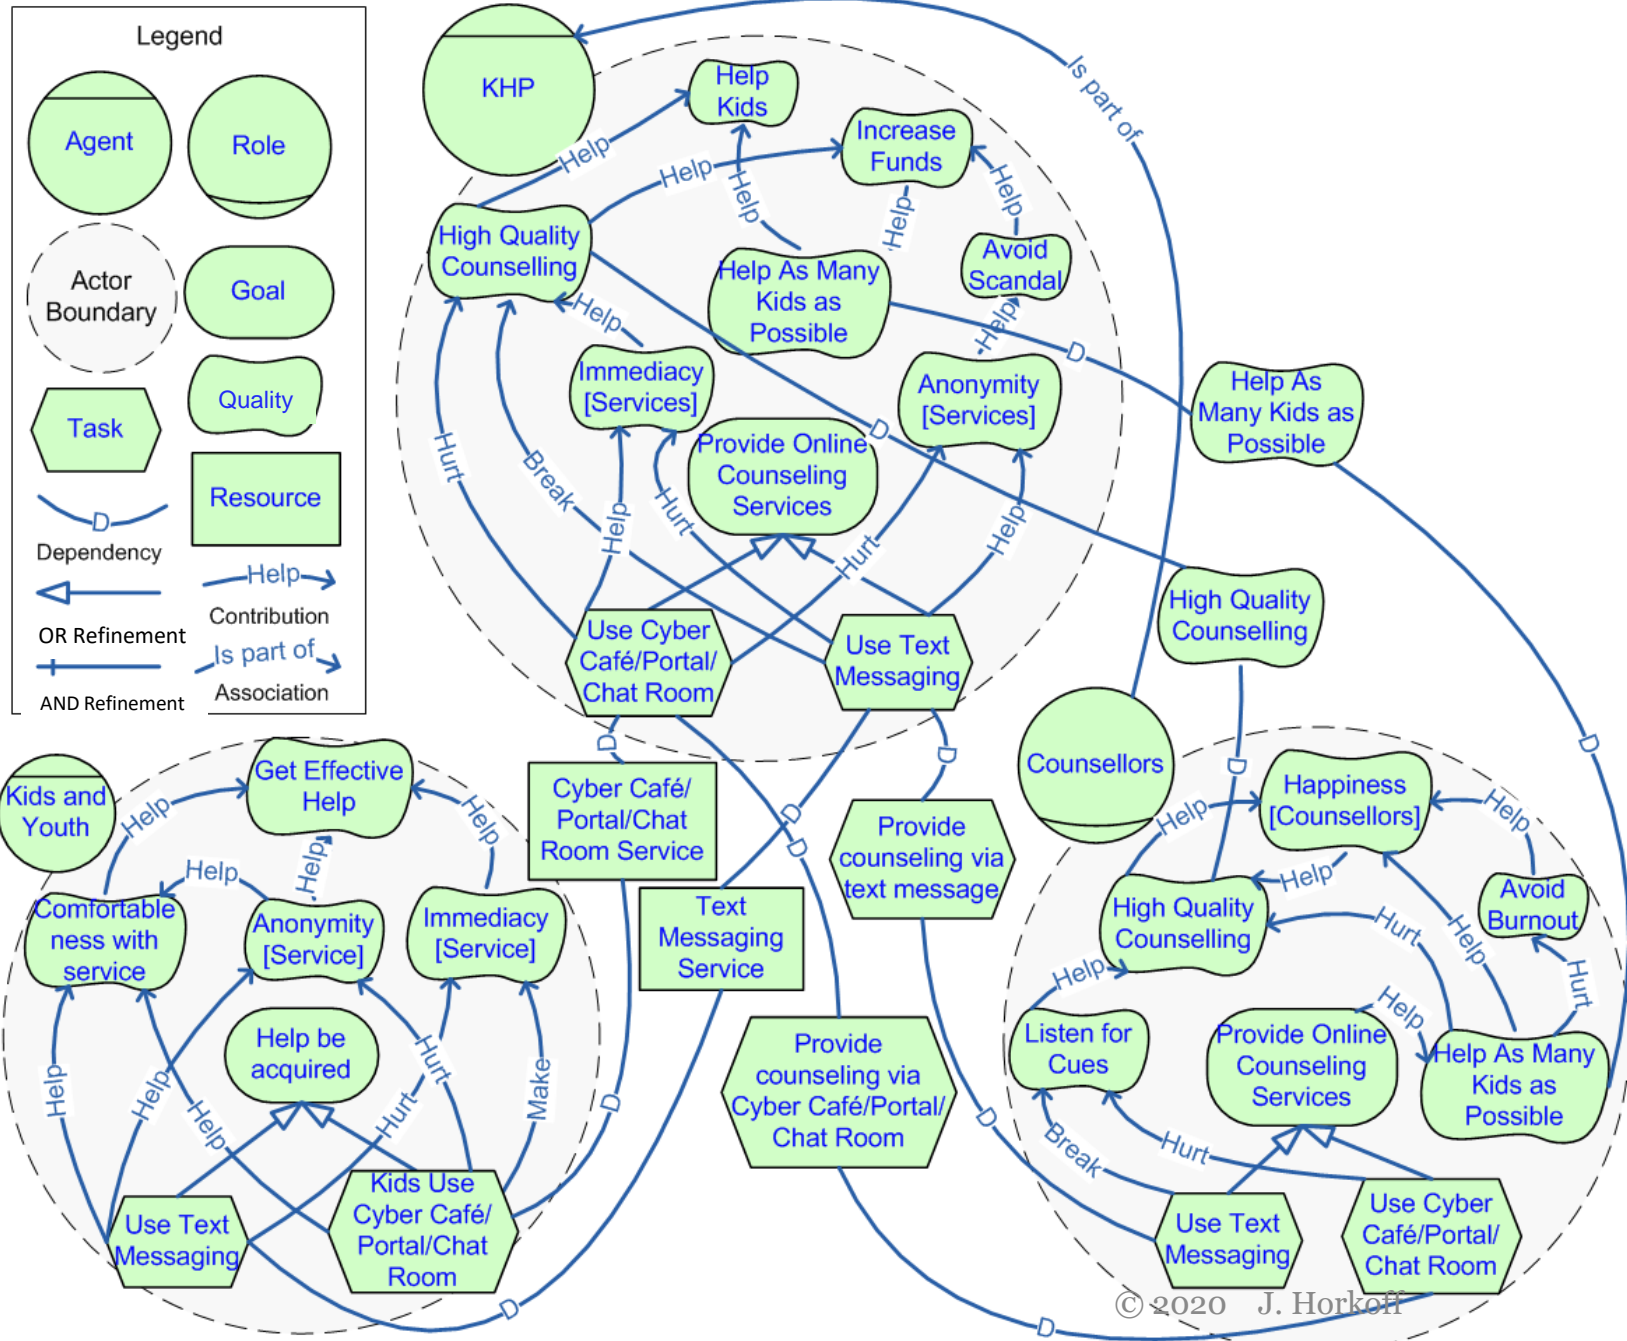 Legend
Agent
Role
Actor
Boundary
Goal
Quality
Task
Resource
D
Dependency
Help
Contribution
OR Refinement
Is part of
Association
AND Refinement
KHP
Help
Kids
Increase
Funds
Is part of
Help
Help
Help
Help
Help
High Quality
Counselling
Help As Many
Kids as
Possible
Avoid
Scandal
Help
Help
D
Immediacy
[Services]
Anonymity
[Services]
Help As
Many Kids as
Possible
D
Provide Online
Counseling
Services
Hurt
Break
Help
Hurt
Hurt
Help
Use Cyber
Café/Portal/
Chat Room
Use Text
Messaging
High Quality
Counselling
D
D
D
D
D
D
Kids and
Youth
Get Effective
Help
Help
Help
Help
Help
Comfortable
ness with
service
Anonymity
[Service]
Immediacy
[Service]
Help be
acquired
Help
Help
Help
Hurt
Hurt
Make
Use Text
Messaging
Kids Use
Cyber Café/
Portal/Chat
Room
D
D
Cyber Café/
Portal/Chat
Room Service
Text
Messaging
Service
Provide
counseling via
text message
Provide
counseling via
Cyber Café/Portal/
Chat Room
D
D
Counsellors
Happiness
[Counsellors]
Help
Help
Help
High Quality
Counselling
Avoid
Burnout
Hurt
Help
Hurt
Help
Help
Listen for
Cues
Provide Online
Counseling
Services
Help As Many
Kids as
Possible
Break
Hurt
Use Text
Messaging
Use Cyber
Café/Portal/
Chat Room
© 2020 J. Horkoff